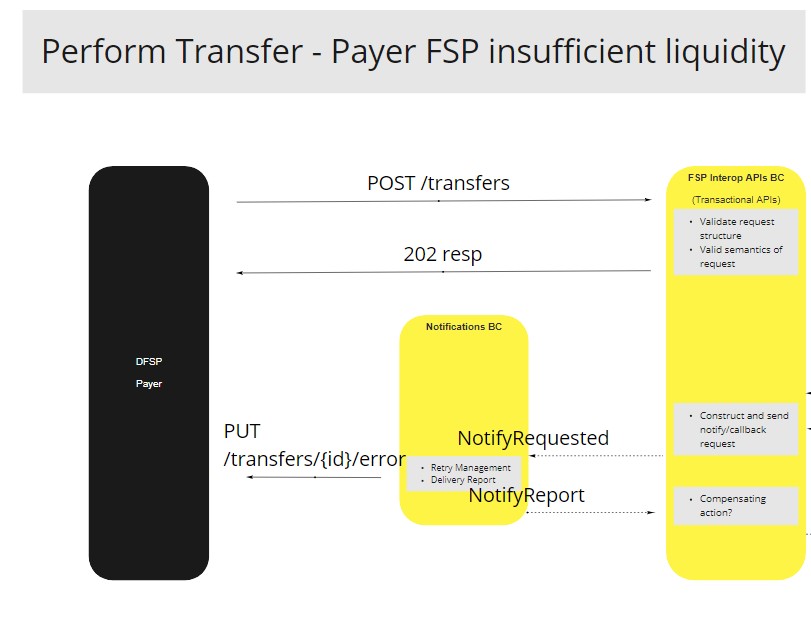 Perform Transfer - Payer FSP insufficient liquidity
POST /transfers
FSP Interop APIs BC
(Transactional APIs)
• Validate request
structure
• Valid semantics of
request
202 resp
Notifications BC
DFSP
Payer
• Construct and send
notify/callback
request
PUT
/transfers/{id}/error
NotifyRequested
• Retry Management
• Delivery Report
NotifyReport
• Compensating
action?